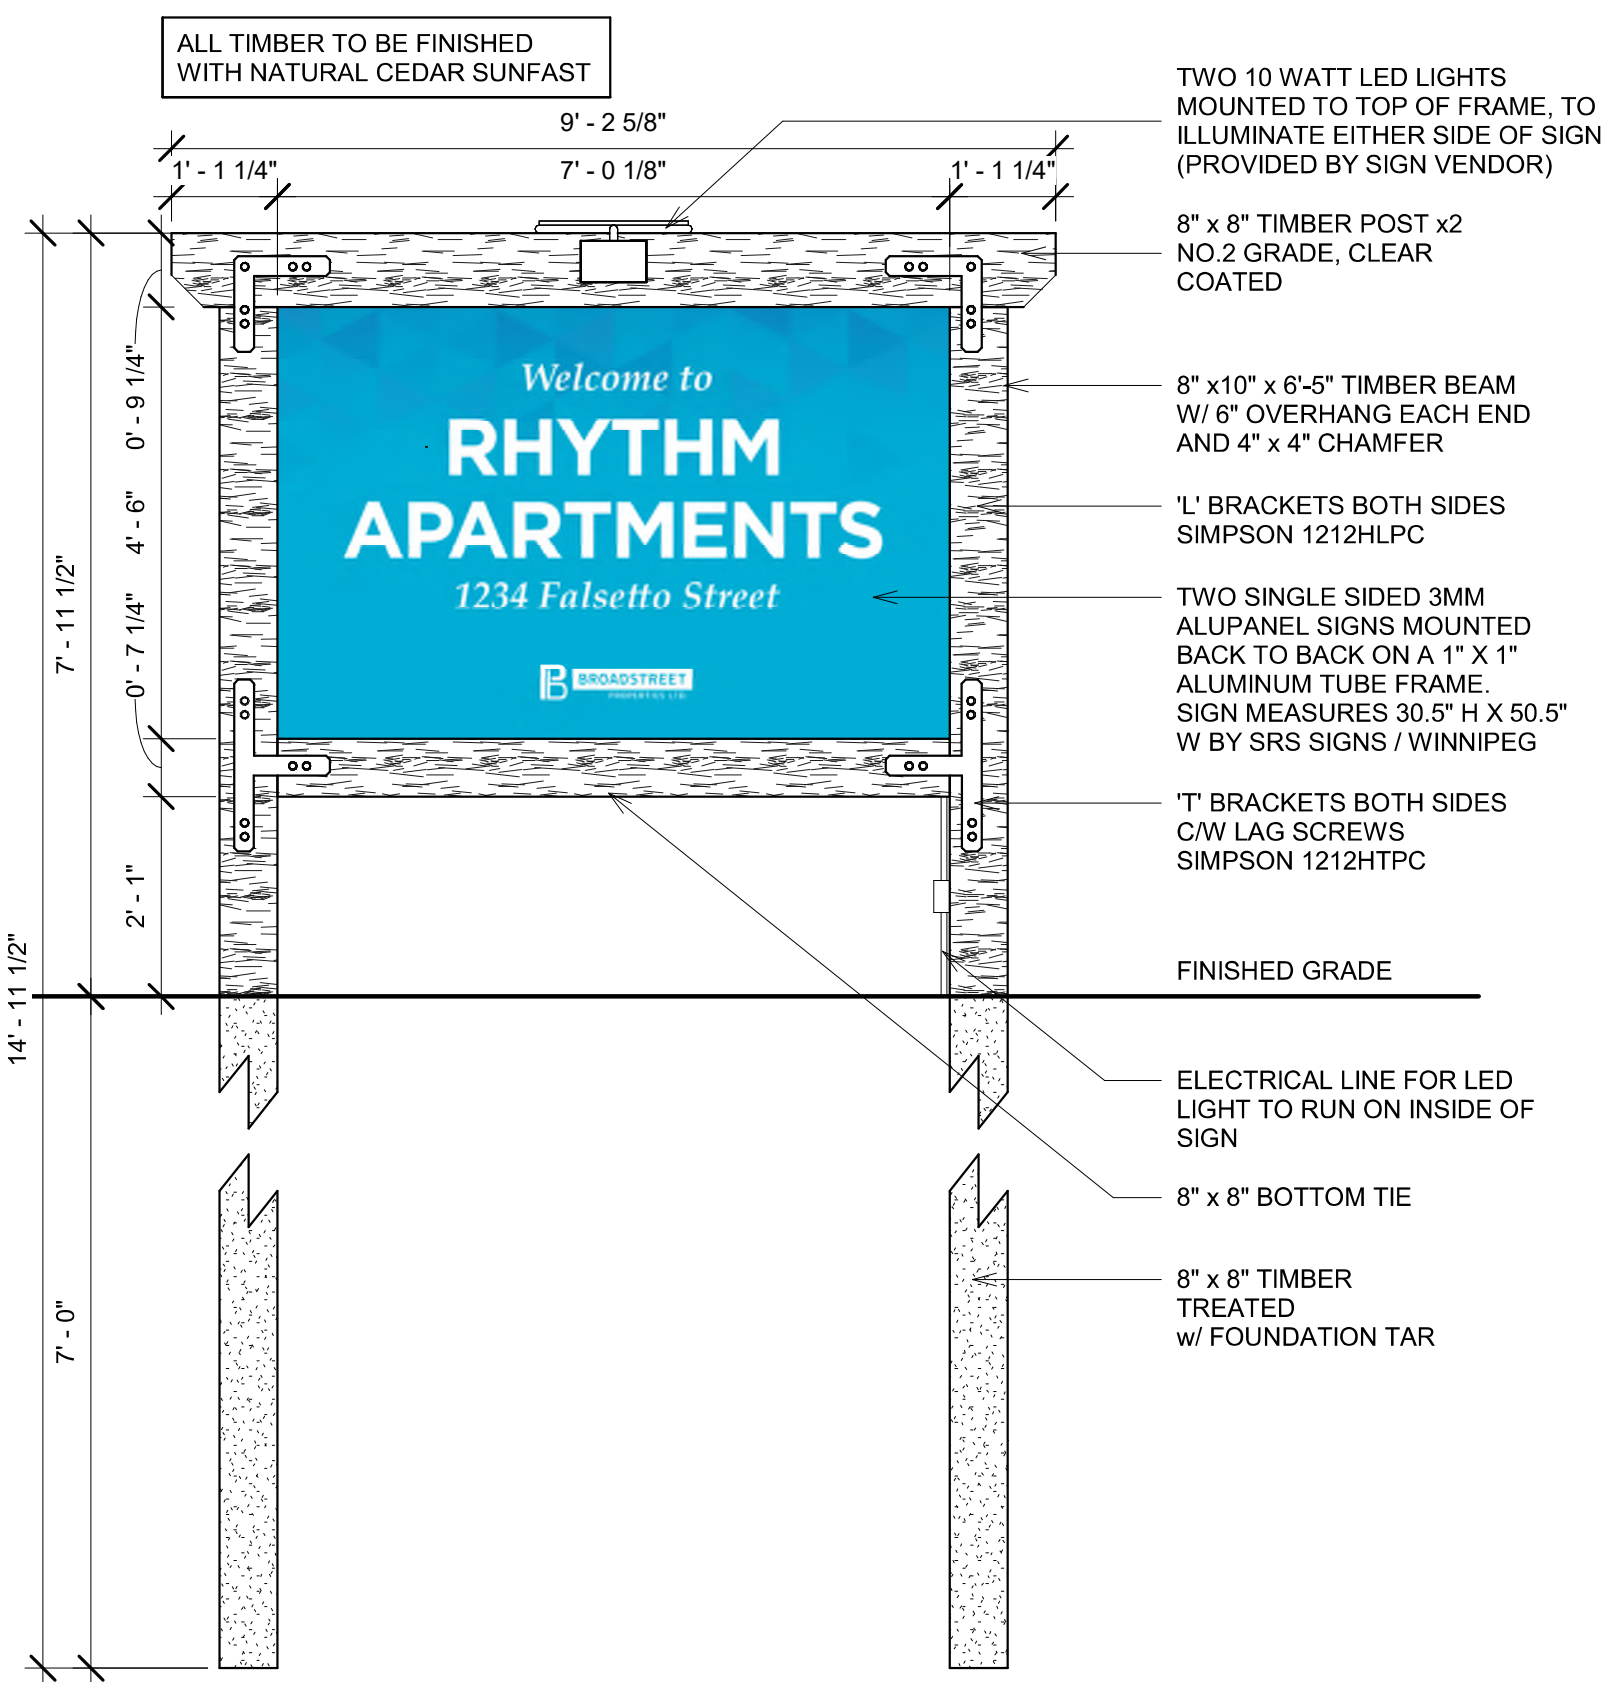 ALL TIMBER TO BE FINISHED
WITH NATURAL CEDAR SUNFAST
9' - 2 5/8"
1' - 1 1/4"
7' - 0 1/8"
1' - 1 1/4"
14' - 11 1/2"
7' - 11 1/2"
7' - 0"
0' - 9 1/4"
4' - 6"
0' - 7 1/4"
2' - 1"
Welcome to
RHYTHM
APARTMENTS
1234 Falsetto Street
BROADSTREET
PROPERTIES LTD
TWO 10 WATT LED LIGHTS
MOUNTED TO TOP OF FRAME, TO
ILLUMINATE EITHER SIDE OF SIGN
(PROVIDED BY SIGN VENDOR)
8" x 8" TIMBER POST x2
NO.2 GRADE, CLEAR
COATED
8" x10" x 6'-5" TIMBER BEAM
W/ 6" OVERHANG EACH END
AND 4" x 4" CHAMFER
'L' BRACKETS BOTH SIDES
SIMPSON 1212HLPC
TWO SINGLE SIDED 3MM
ALUPANEL SIGNS MOUNTED
BACK TO BACK ON A 1" X 1"
ALUMINUM TUBE FRAME.
SIGN MEASURES 30.5" H X 50.5"
W BY SRS SIGNS / WINNIPEG
'T' BRACKETS BOTH SIDES
C/W LAG SCREWS
SIMPSON 1212HTPC
FINISHED GRADE
ELECTRICAL LINE FOR LED
LIGHT TO RUN ON INSIDE OF
SIGN
8" x 8" BOTTOM TIE
8" x 8" TIMBER
TREATED
w/ FOUNDATION TAR